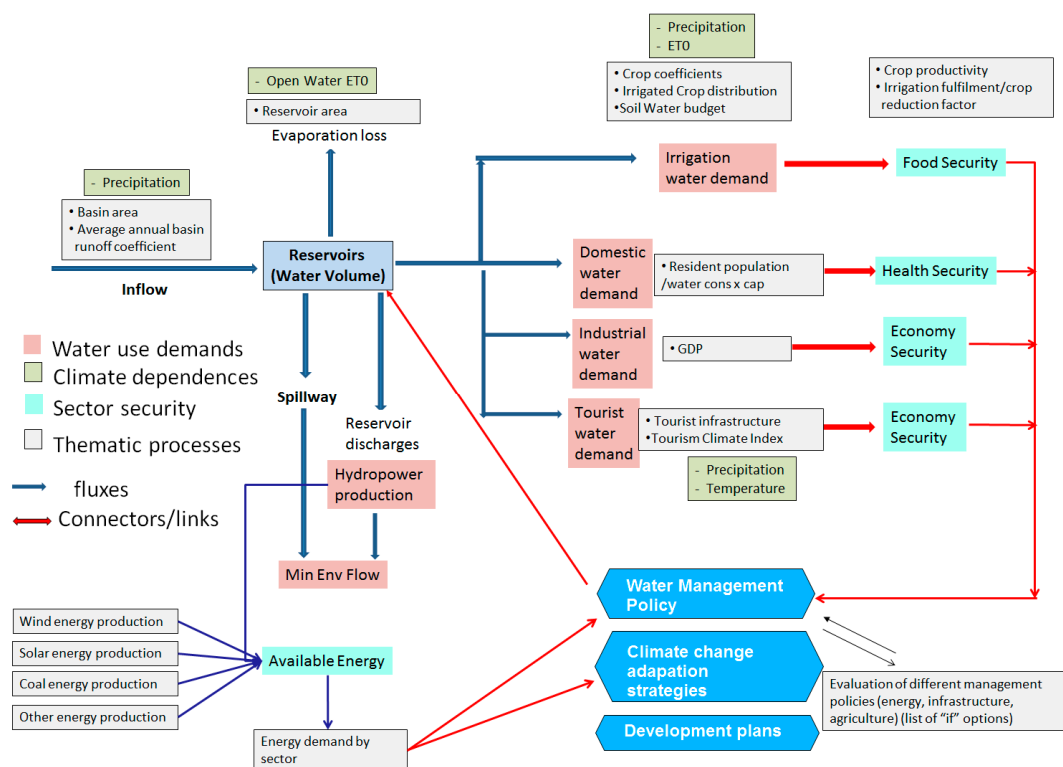 - Precipitation
- ET0
• Crop coefficients
• Irrigated Crop distribution
•Soil Water budget
• Crop productivity
• Irrigation fulfilment/crop
reduction factor
- Open Water ET0
• Reservoir area
Evaporation loss
Irrigation
water demand
Food Security
- Precipitation
• Basin area
• Average annual basin
runoff coefficient
Inflow
Reservoirs
(Water Volume)
Domestic
water
demand
• Resident population
/water cons x cap
Health Security
Industrial
water
demand
• GDP
Economy
Security
Tourist
water
demand
• Tourist infrastructure
•Tourism Climate Index
Economy
Security
- Precipitation
- Temperature
Water use demands
Climate dependences
Sector security
Thematic processes
fluxes
Connectors/links
Spillway
Reservoir
discharges
Hydropower
production
Min Env Flow
Wind energy production
Solar energy production
Coal energy production
Other energy production
Available Energy
Energy demand by
sector
Water Management
Policy
Climate change
adapation
strategies
Development plans
Evaluation of different management
policies (energy, infrastructure,
agriculture) (list of “if” options)